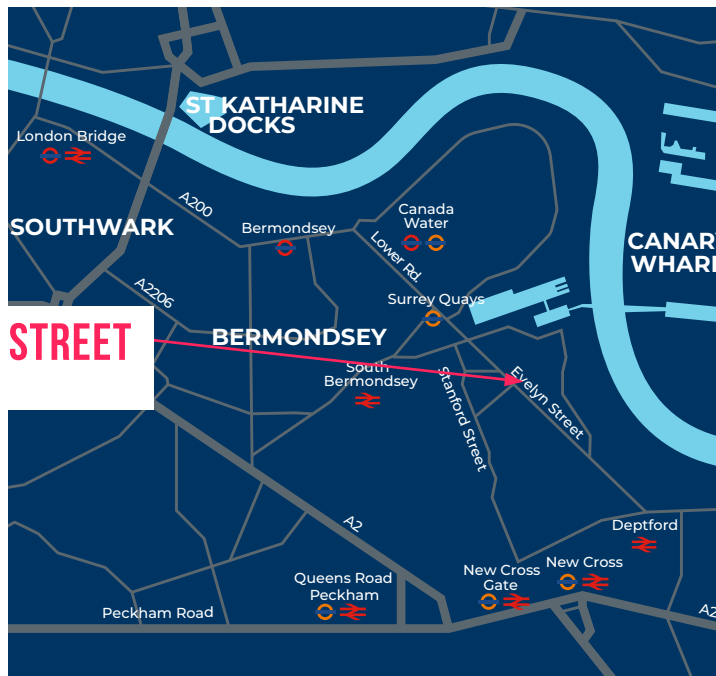 ST KATHARINE
DOCKS
London Bridge
A200
SOUTHWARK
Bermondsey
Canada
Water
Lower Rd.
CANARY
WHARF
A2206
Surrey Quays
STREET
BERMONDSEY
South
Bermondsey
Stanford Street
Evelyn Street
A2
Deptford
New Cross
New Cross
Gate
Queens Road
Peckham
Peckham Road
A2